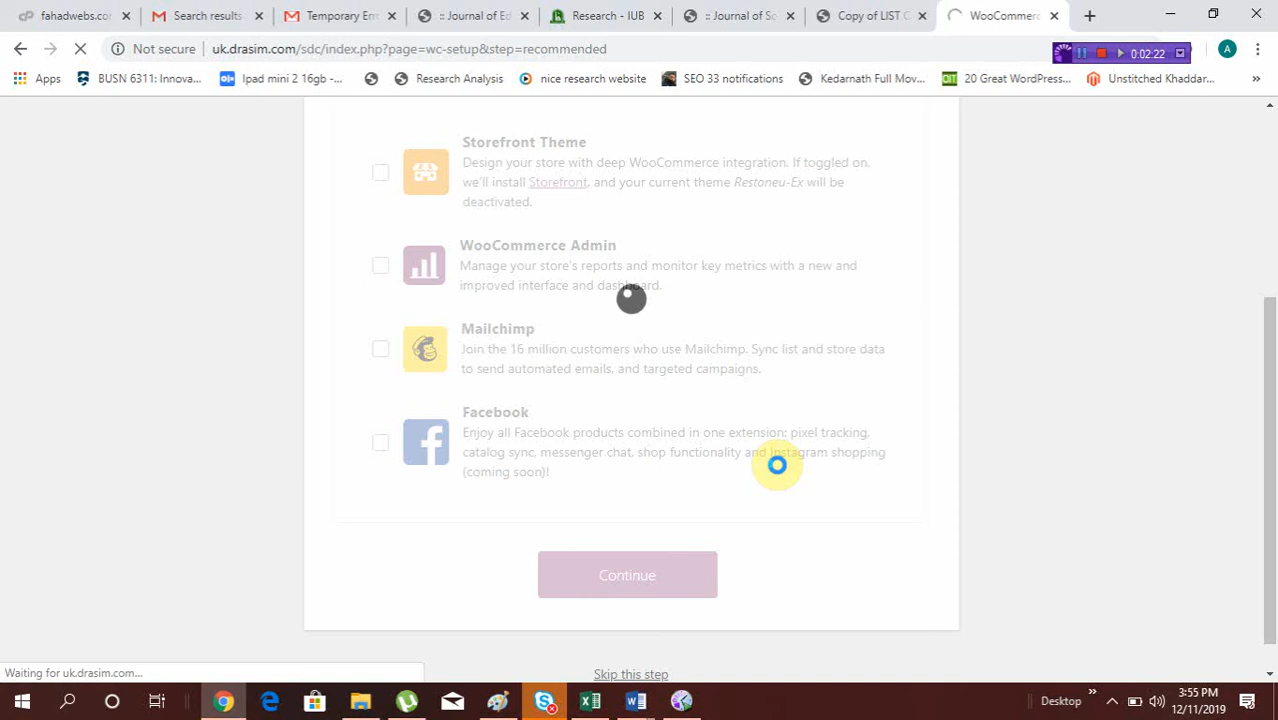 fahadwebs.co
Search results
Temporary Err
:: Journal of Ed
Research - IUB
:: Journal of So
Copy of LIST C
WooCommerc
Not secure
uk.drasim.com/sdc/index.php?page=wc-setup&step=recommended
0:02:22
A
Apps
BUSN 6311: Innova...
Ipad mini 2 16gb -...
Research Analysis
nice research website
SEO 33 notifications
Kedarnath Full Mov...
20 Great WordPress...
Unstitched Khaddar...
»
Storefront Theme
Design your store with deep WooCommerce integration. If toggled on,
we'll install Storefront, and your current theme Restoneu-Ex will be
deactivated.
WooCommerce Admin
Manage your store's reports and monitor key metrics with a new and
improved interface and dashboard.
Mailchimp
Join the 16 million customers who use Mailchimp. Sync list and store data
to send automated emails, and targeted campaigns.
Facebook
Enjoy all Facebook products combined in one extension: pixel tracking,
catalog sync, messenger chat, shop functionality and Instagram shopping
(coming soon)!
Continue
Skip this step
Waiting for uk.drasim.com...
Desktop
»
3:55 PM
12/11/2019